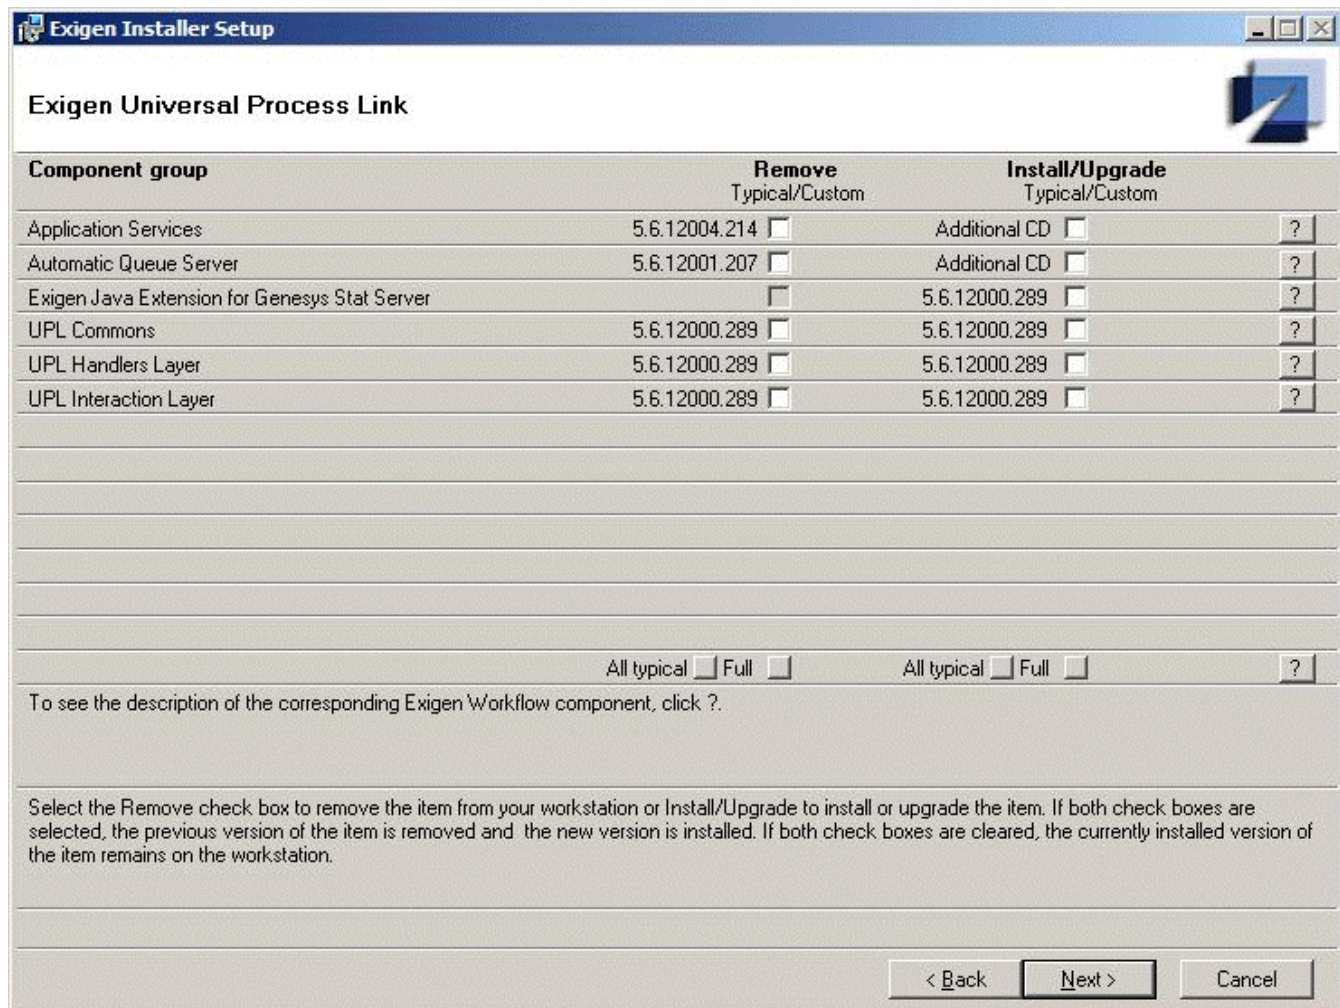 Exigen Installer Setup
Exigen Universal Process Link
Component group Remove Install/Upgrade
Typical/Custom Typical/Custom
Application Services 5.6.12004.214 Additional CD ?
Automatic Queue Server 5.6.12001.207 Additional CD ?
Exigen Java Extension for Genesys Stat Server 5.6.12000.289 ?
UPL Commons 5.6.12000.289 5.6.12000.289 ?
UPL Handlers Layer 5.6.12000.289 5.6.12000.289 ?
UPL Interaction Layer 5.6.12000.289 5.6.12000.289 ?
All typical Full All typical Full ?
To see the description of the corresponding Exigen Workflow component, click ?.
Select the Remove check box to remove the item from your workstation or Install/Upgrade to install or upgrade the item. If both check boxes are
selected, the previous version of the item is removed and the new version is installed. If both check boxes are cleared, the currently installed version of
the item remains on the workstation.
< Back Next > Cancel